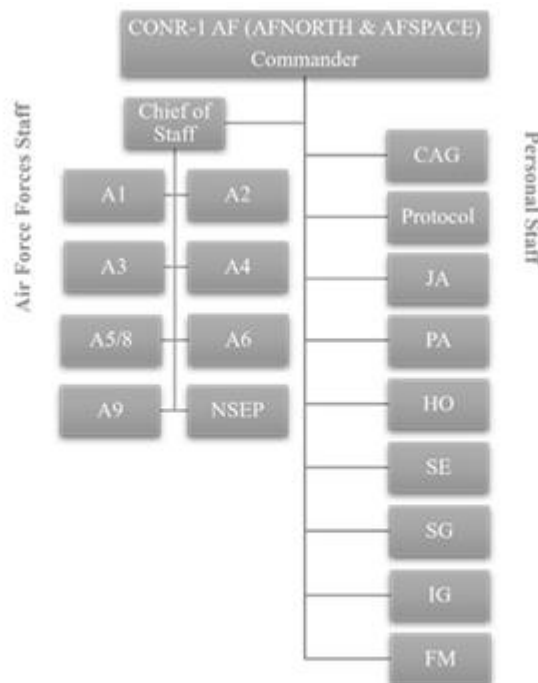 CONR-1 AF (AFNORTH & AFSPACE)
Commander
Chief of
Staff
Air Force Forces Staff
A1
A2
A3
A4
A5/8
A6
A9
NSEP
Personal Staff
CAG
Protocol
JA
PA
HO
SE
SG
IG
FM